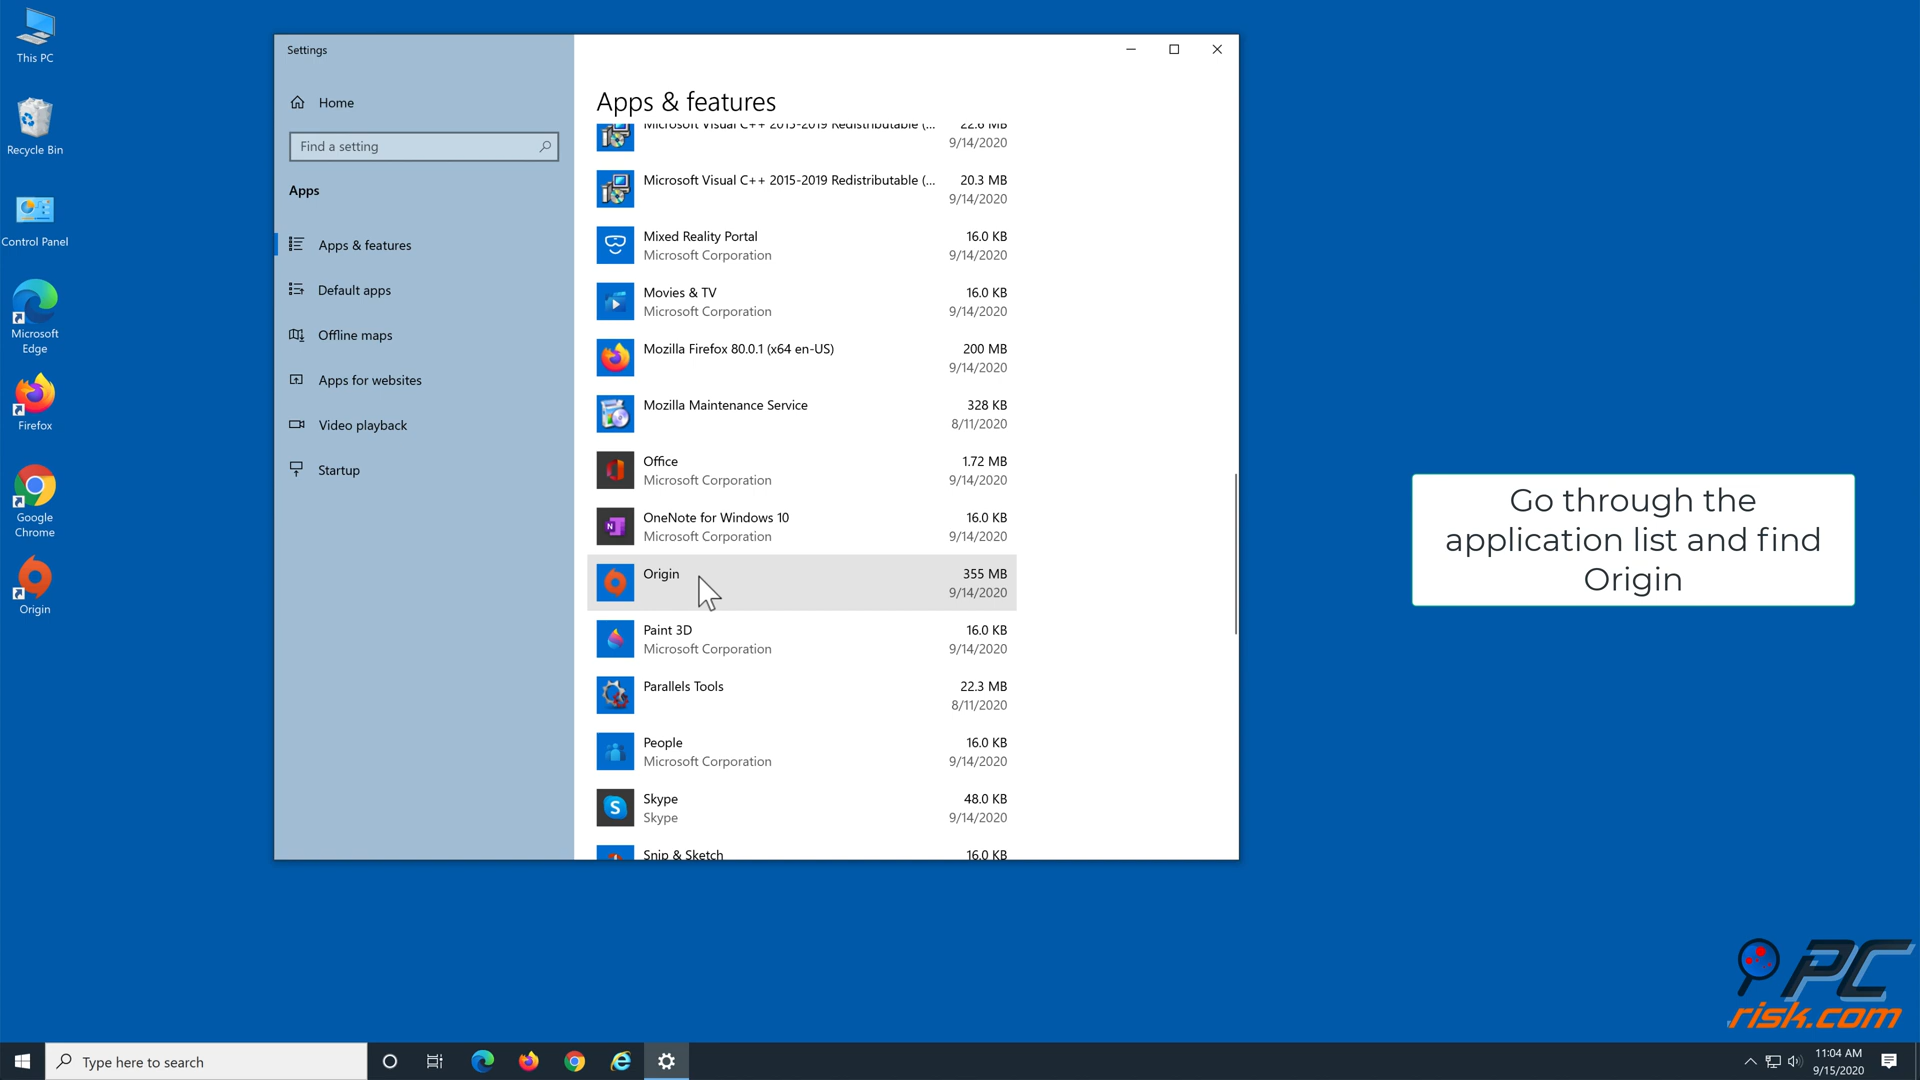 This PC
Recycle Bin
Control Panel
Microsoft
Edge
Firefox
Google
Chrome
Origin
Settings
Home
Find a setting
Apps
Apps & features
Default apps
Offline maps
Apps for websites
Video playback
Startup
Apps & features
Microsoft Visual C++ 2015-2019 Redistributable (... 22.6 MB
9/14/2020
Microsoft Visual C++ 2015-2019 Redistributable (... 20.3 MB
9/14/2020
Mixed Reality Portal 16.0 KB
Microsoft Corporation 9/14/2020
Movies & TV 16.0 KB
Microsoft Corporation 9/14/2020
Mozilla Firefox 80.0.1 (x64 en-US) 200 MB
9/14/2020
Mozilla Maintenance Service 328 KB
8/11/2020
Office 1.72 MB
Microsoft Corporation 9/14/2020
OneNote for Windows 10 16.0 KB
Microsoft Corporation 9/14/2020
Origin 355 MB
9/14/2020
Paint 3D 16.0 KB
Microsoft Corporation 9/14/2020
Parallels Tools 22.3 MB
8/11/2020
People 16.0 KB
Microsoft Corporation 9/14/2020
Skype 48.0 KB
Skype 9/14/2020
Snip & Sketch 16.0 KB
Go through the
application list and find
Origin
PC
risk.com
Type here to search
11:04 AM
9/15/2020